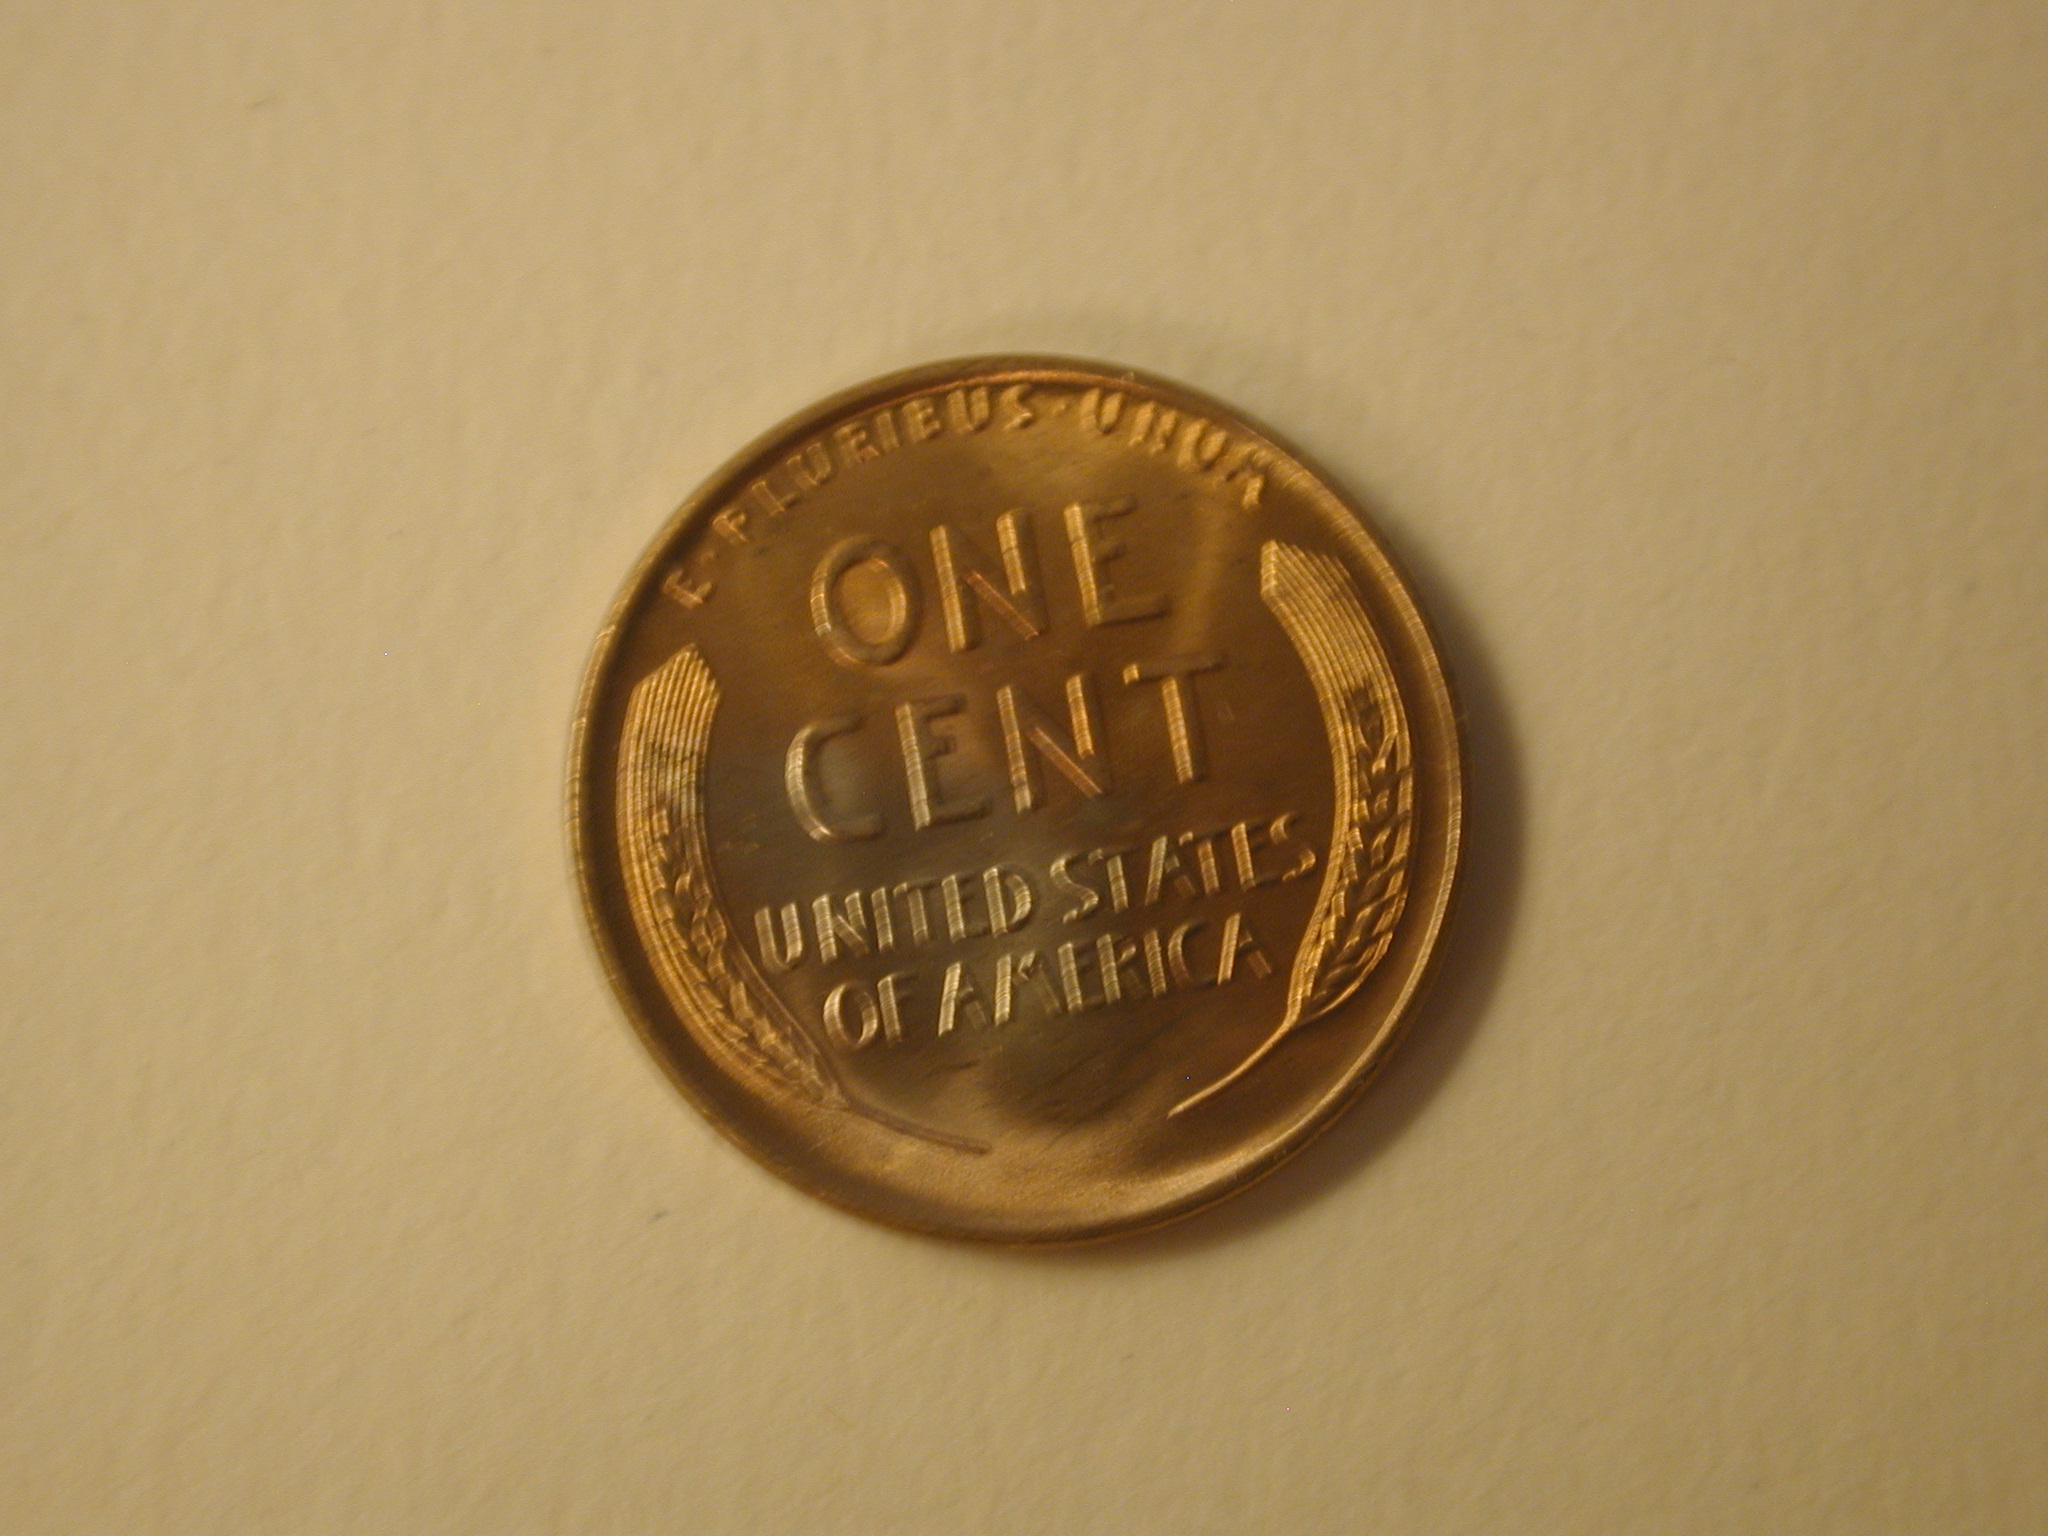 E·PLURIBUS·UNUM
ONE
CENT
UNITED STATES
OF AMERICA